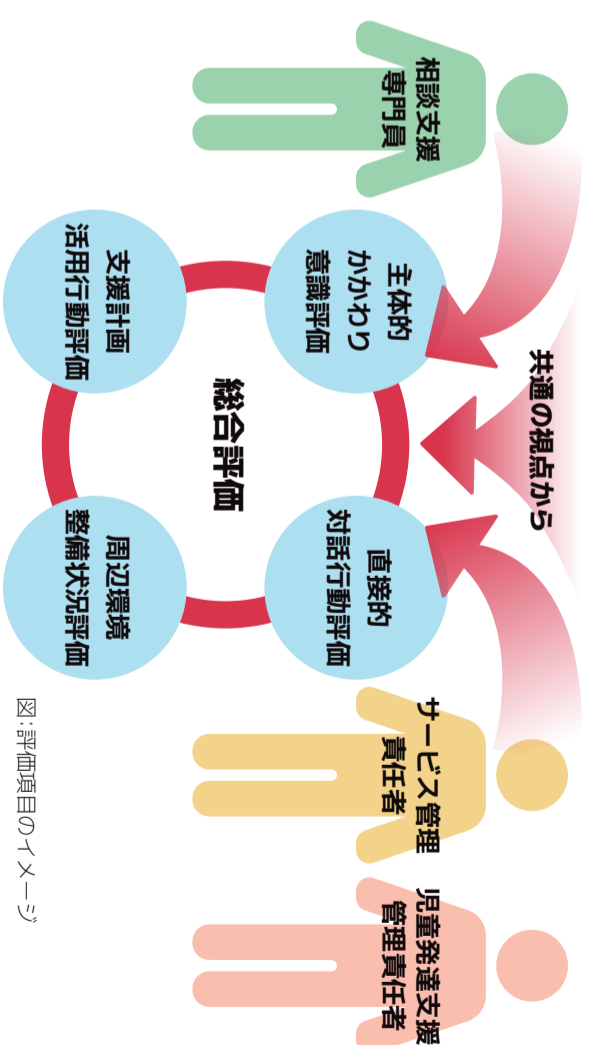 共通の視点から
相談支援
専門員
主体的
かかわり
意識評価
直接的
対話行動評価
総合評価
支援計画
活用行動評価
周辺環境
整備状況評価
サービス管理
責任者
児童発達支援
管理責任者
図:評価項目のイメージ